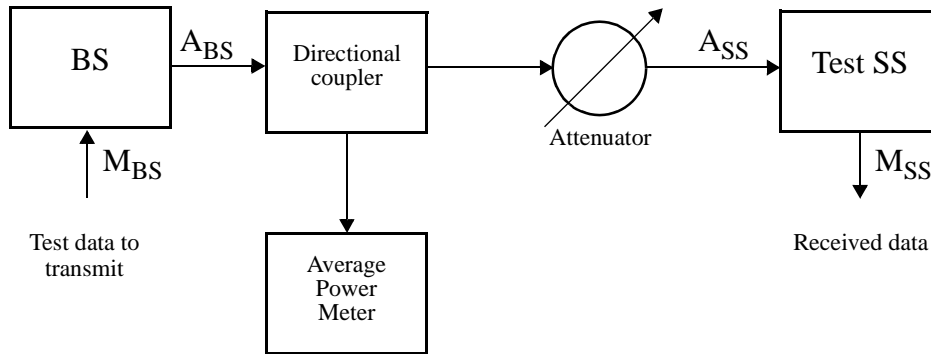 BS
A_BS
Directional
coupler
A_SS
Test SS
Attenuator
M_BS
M_SS
Test data to
transmit
Average
Power
Meter
Received data